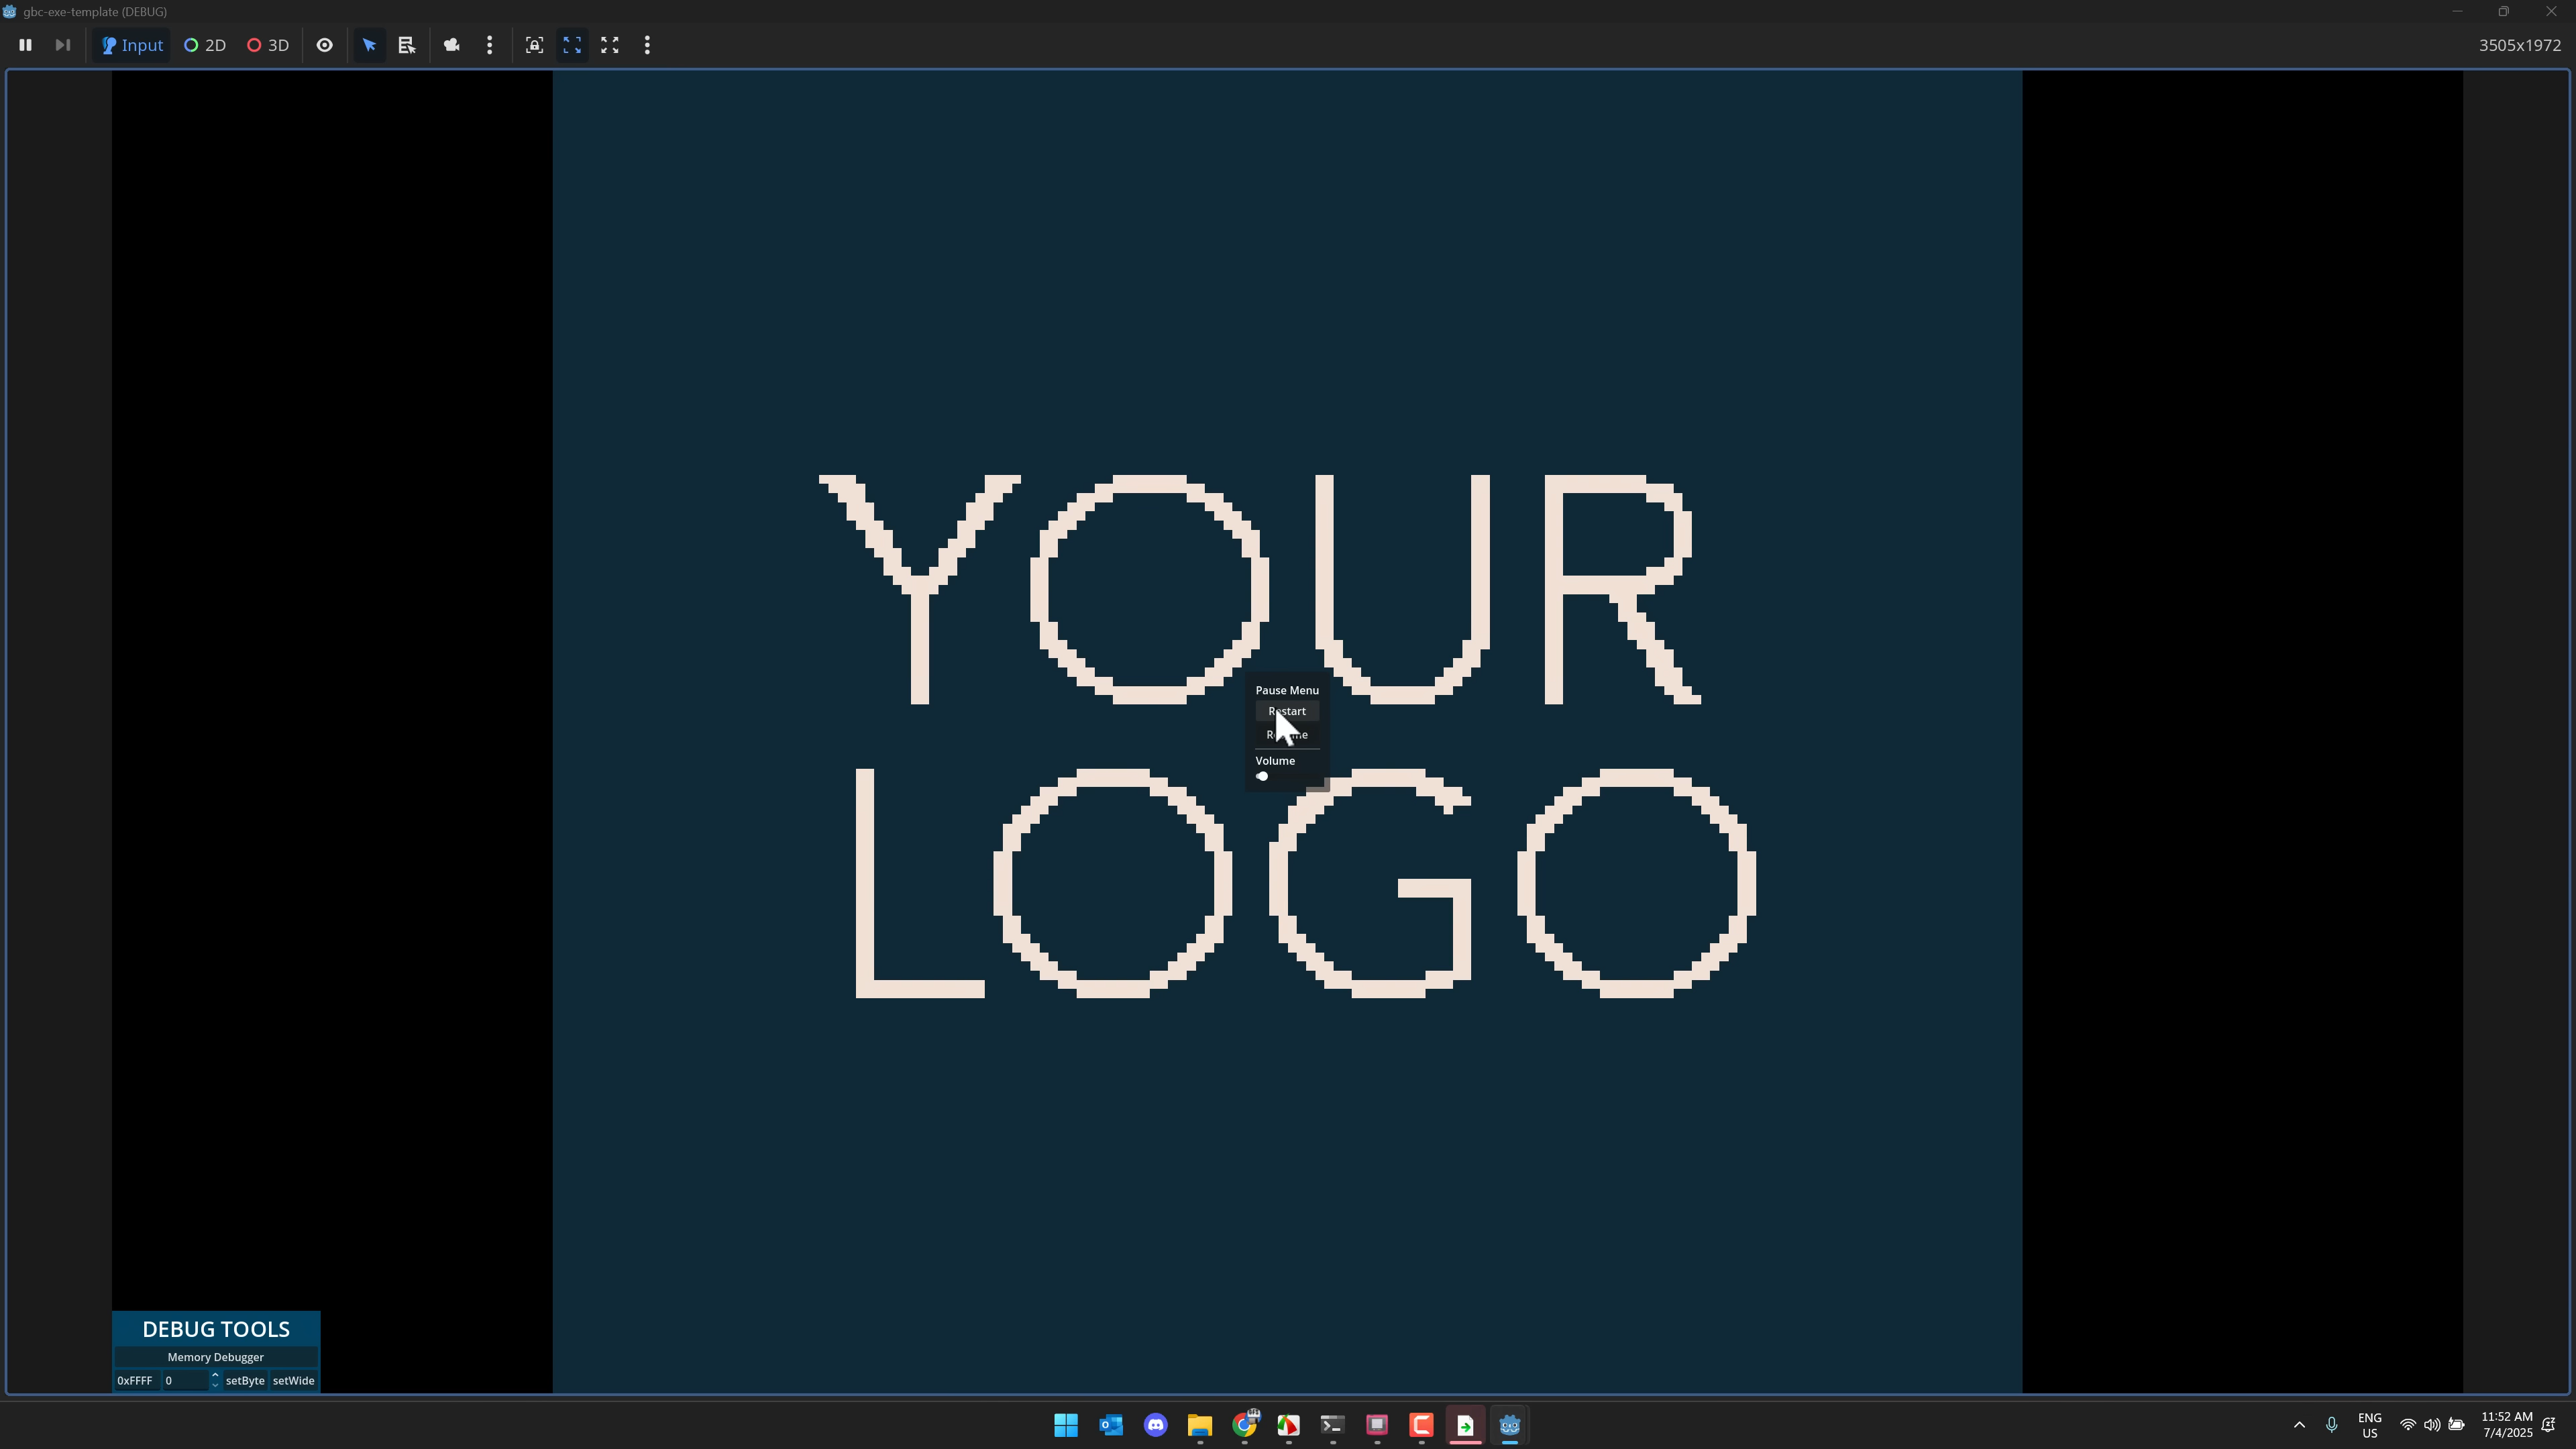 gbc-exe-template (DEBUG)
Input 2D 3D 3505x1972
YOUR
LOGO
Pause Menu
Restart
Resume
Volume
DEBUG TOOLS
Memory Debugger
0xFFFF 0 setByte setWide
ENG
US
11:52 AM
7/4/2025